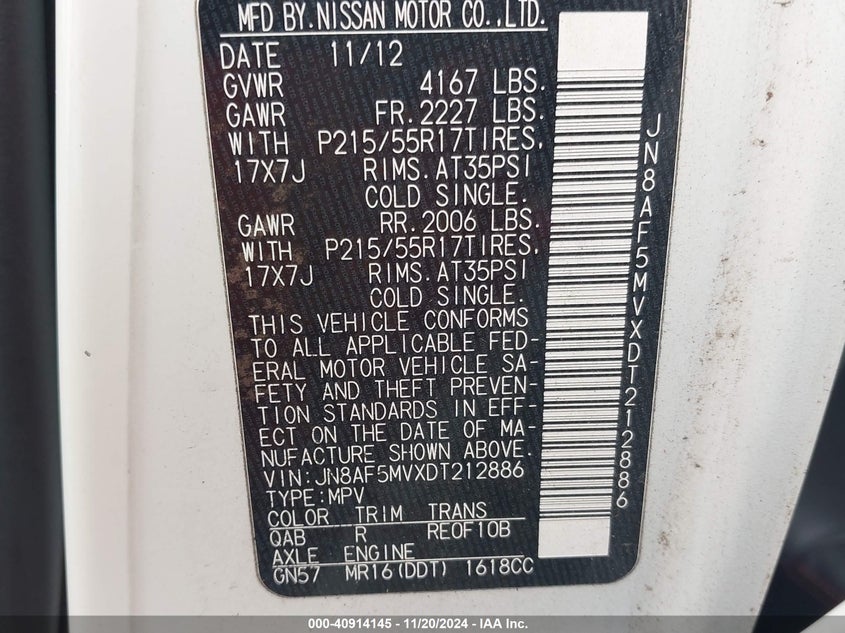 MFD BY.NISSAN MOTOR CO.,LTD.
DATE 11/12
GVWR 4167 LBS.
GAWR FR.2227 LBS.
WITH P215/55R17TIRES,
17X7J RIMS.AT35PSI
COLD SINGLE.
GAWR RR.2006 LBS.
WITH P215/55R17TIRES,
17X7J RIMS.AT35PSI
COLD SINGLE.
THIS VEHICLE CONFORMS
TO ALL APPLICABLE FED-
ERAL MOTOR VEHICLE SA-
FETY AND THEFT PREVEN-
TION STANDARDS IN EFF-
ECT ON THE DATE OF MA-
NUFACTURE SHOWN ABOVE.
VIN:JN8AF5MVXDT212886
TYPE:MPV
COLOR TRIM TRANS
QAB R RE0F10B
AXLE ENGINE
GN57 MR16(DDT) 1618CC
JN8AF5MVXDT212886
000-40914145 - 11/20/2024 - IAA Inc.